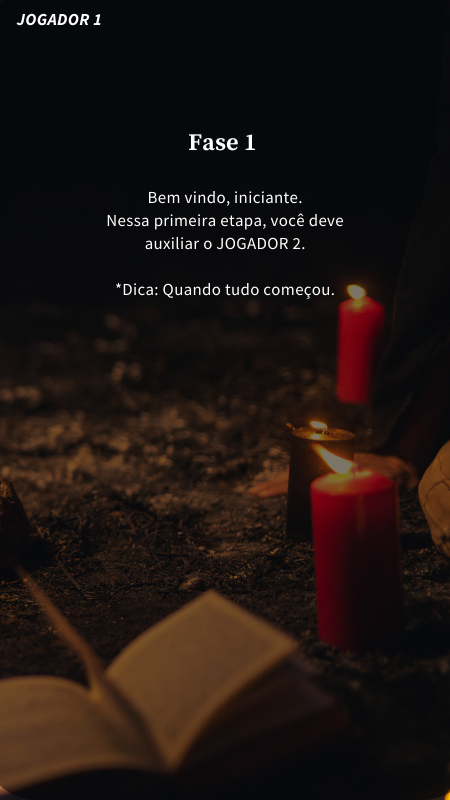 JOGADOR 1
Fase 1
Bem vindo, iniciante.
Nessa primeira etapa, você deve
auxiliar o JOGADOR 2.
*Dica: Quando tudo começou.